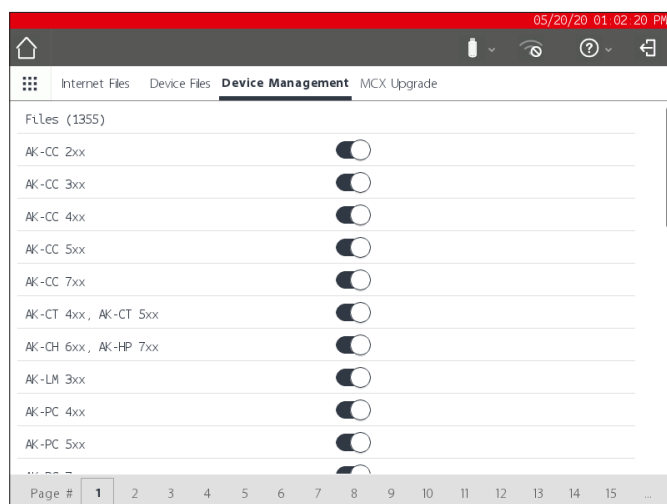 05/20/20 01:02:20 PM
Internet Files Device Files Device Management MCX Upgrade
Files (1355)
AK-CC 2xx
AK-CC 3xx
AK-CC 4xx
AK-CC 5xx
AK-CC 7xx
AK-CT 4xx, AK-CT 5xx
AK-CH 6xx, AK-HP 7xx
AK-LM 3xx
AK-PC 4xx
AK-PC 5xx
Page # 1 2 3 4 5 6 7 8 9 10 11 12 13 14 15 ...